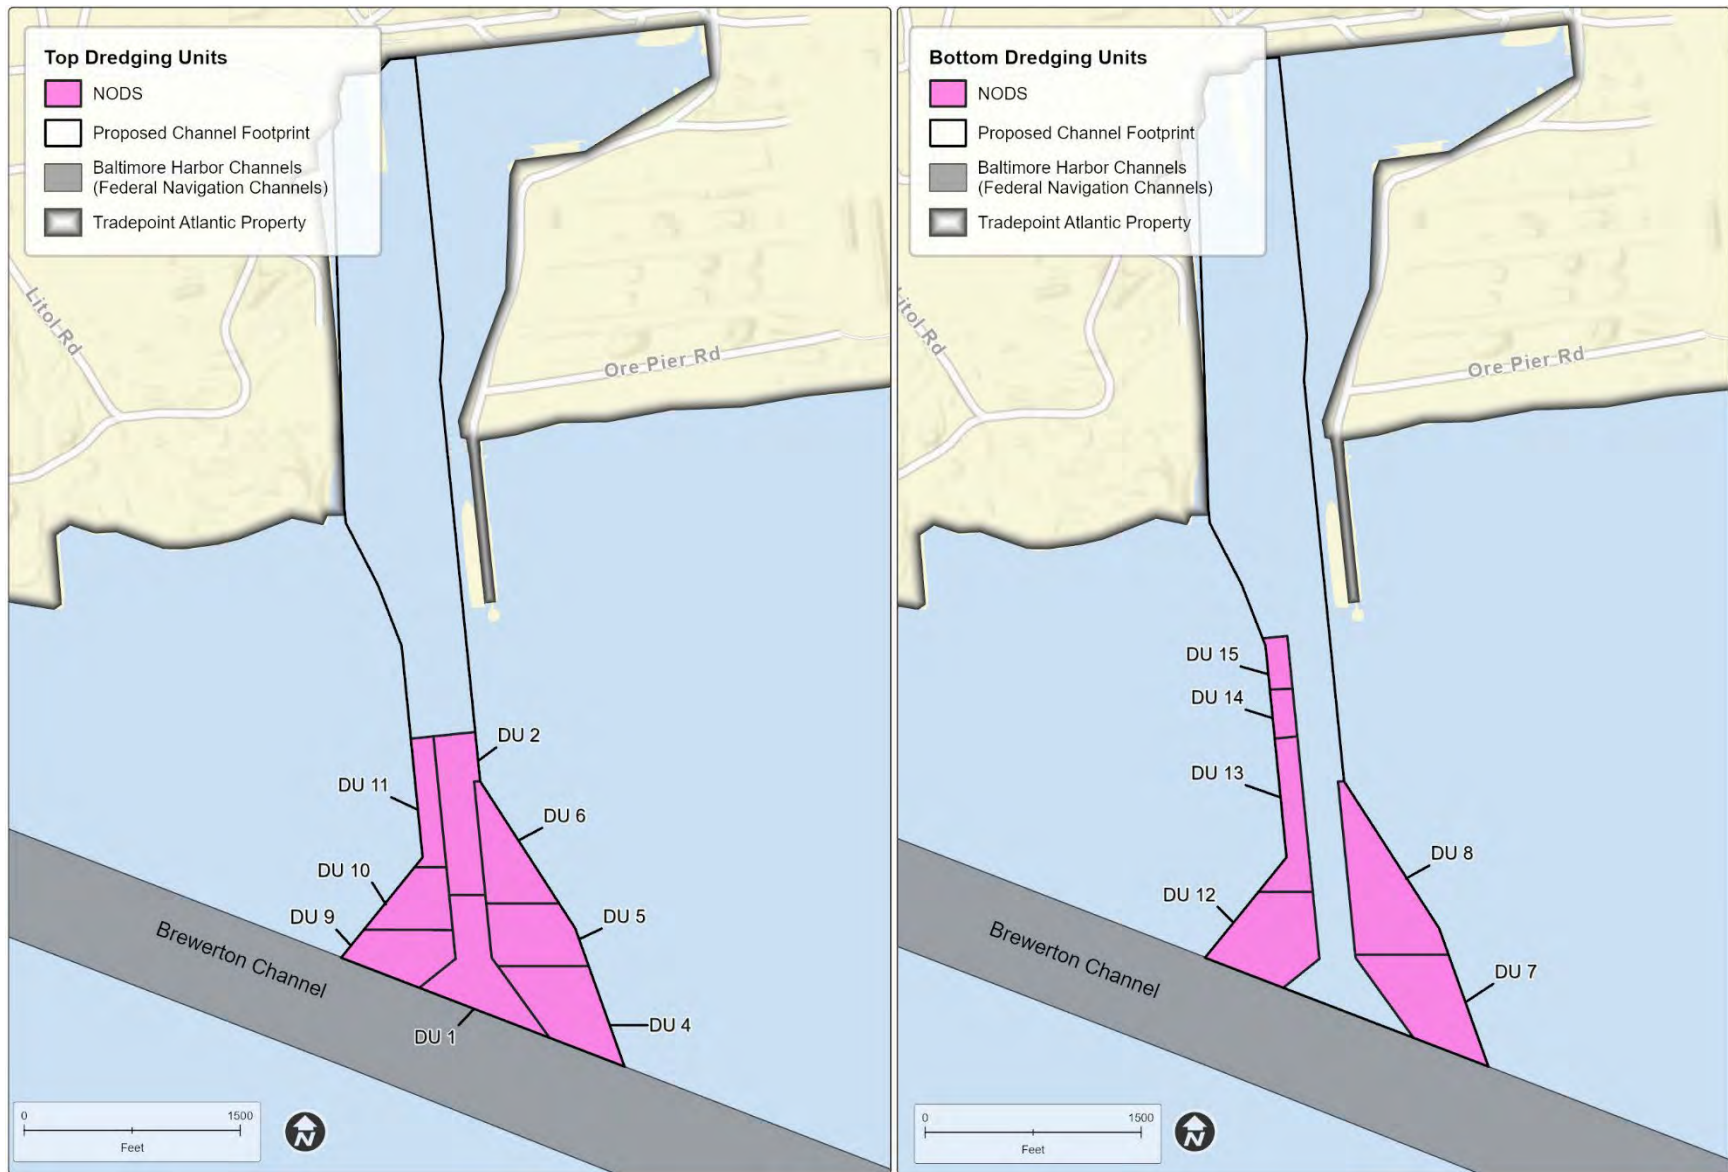 Top Dredging Units
NODS
Proposed Channel Footprint
Baltimore Harbor Channels
(Federal Navigation Channels)
Tradepoint Atlantic Property
Litol Rd
Ore Pier Rd
DU 2
DU 11
DU 6
DU 10
DU 9
DU 5
Brewerton Channel
DU 4
DU 1
0 1500
Feet
N
Bottom Dredging Units
NODS
Proposed Channel Footprint
Baltimore Harbor Channels
(Federal Navigation Channels)
Tradepoint Atlantic Property
Litol Rd
Ore Pier Rd
DU 15
DU 14
DU 13
DU 8
DU 12
Brewerton Channel
DU 7
0 1500
Feet
N